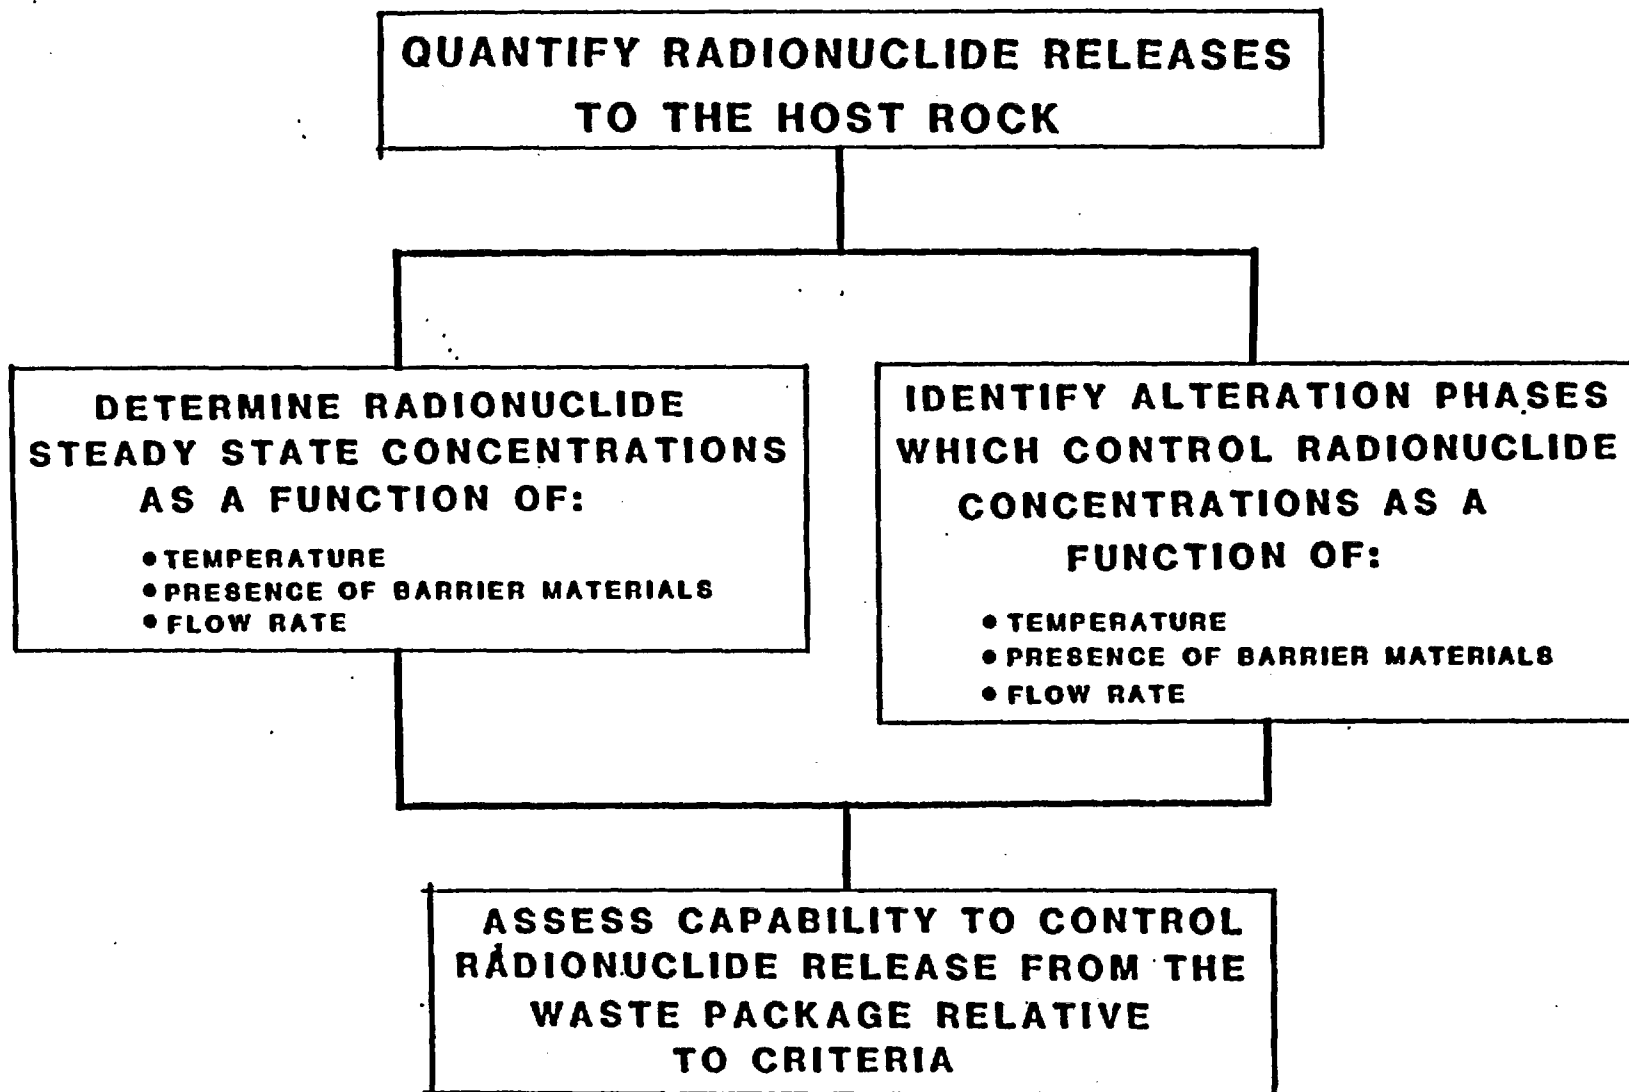 QUANTIFY RADIONUCLIDE RELEASES
TO THE HOST ROCK
DETERMINE RADIONUCLIDE
STEADY STATE CONCENTRATIONS
AS A FUNCTION OF:
• TEMPERATURE
• PRESENCE OF BARRIER MATERIALS
• FLOW RATE
IDENTIFY ALTERATION PHASES
WHICH CONTROL RADIONUCLIDE
CONCENTRATIONS AS A
FUNCTION OF:
• TEMPERATURE
• PRESENCE OF BARRIER MATERIALS
• FLOW RATE
ASSESS CAPABILITY TO CONTROL
RADIONUCLIDE RELEASE FROM THE
WASTE PACKAGE RELATIVE
TO CRITERIA